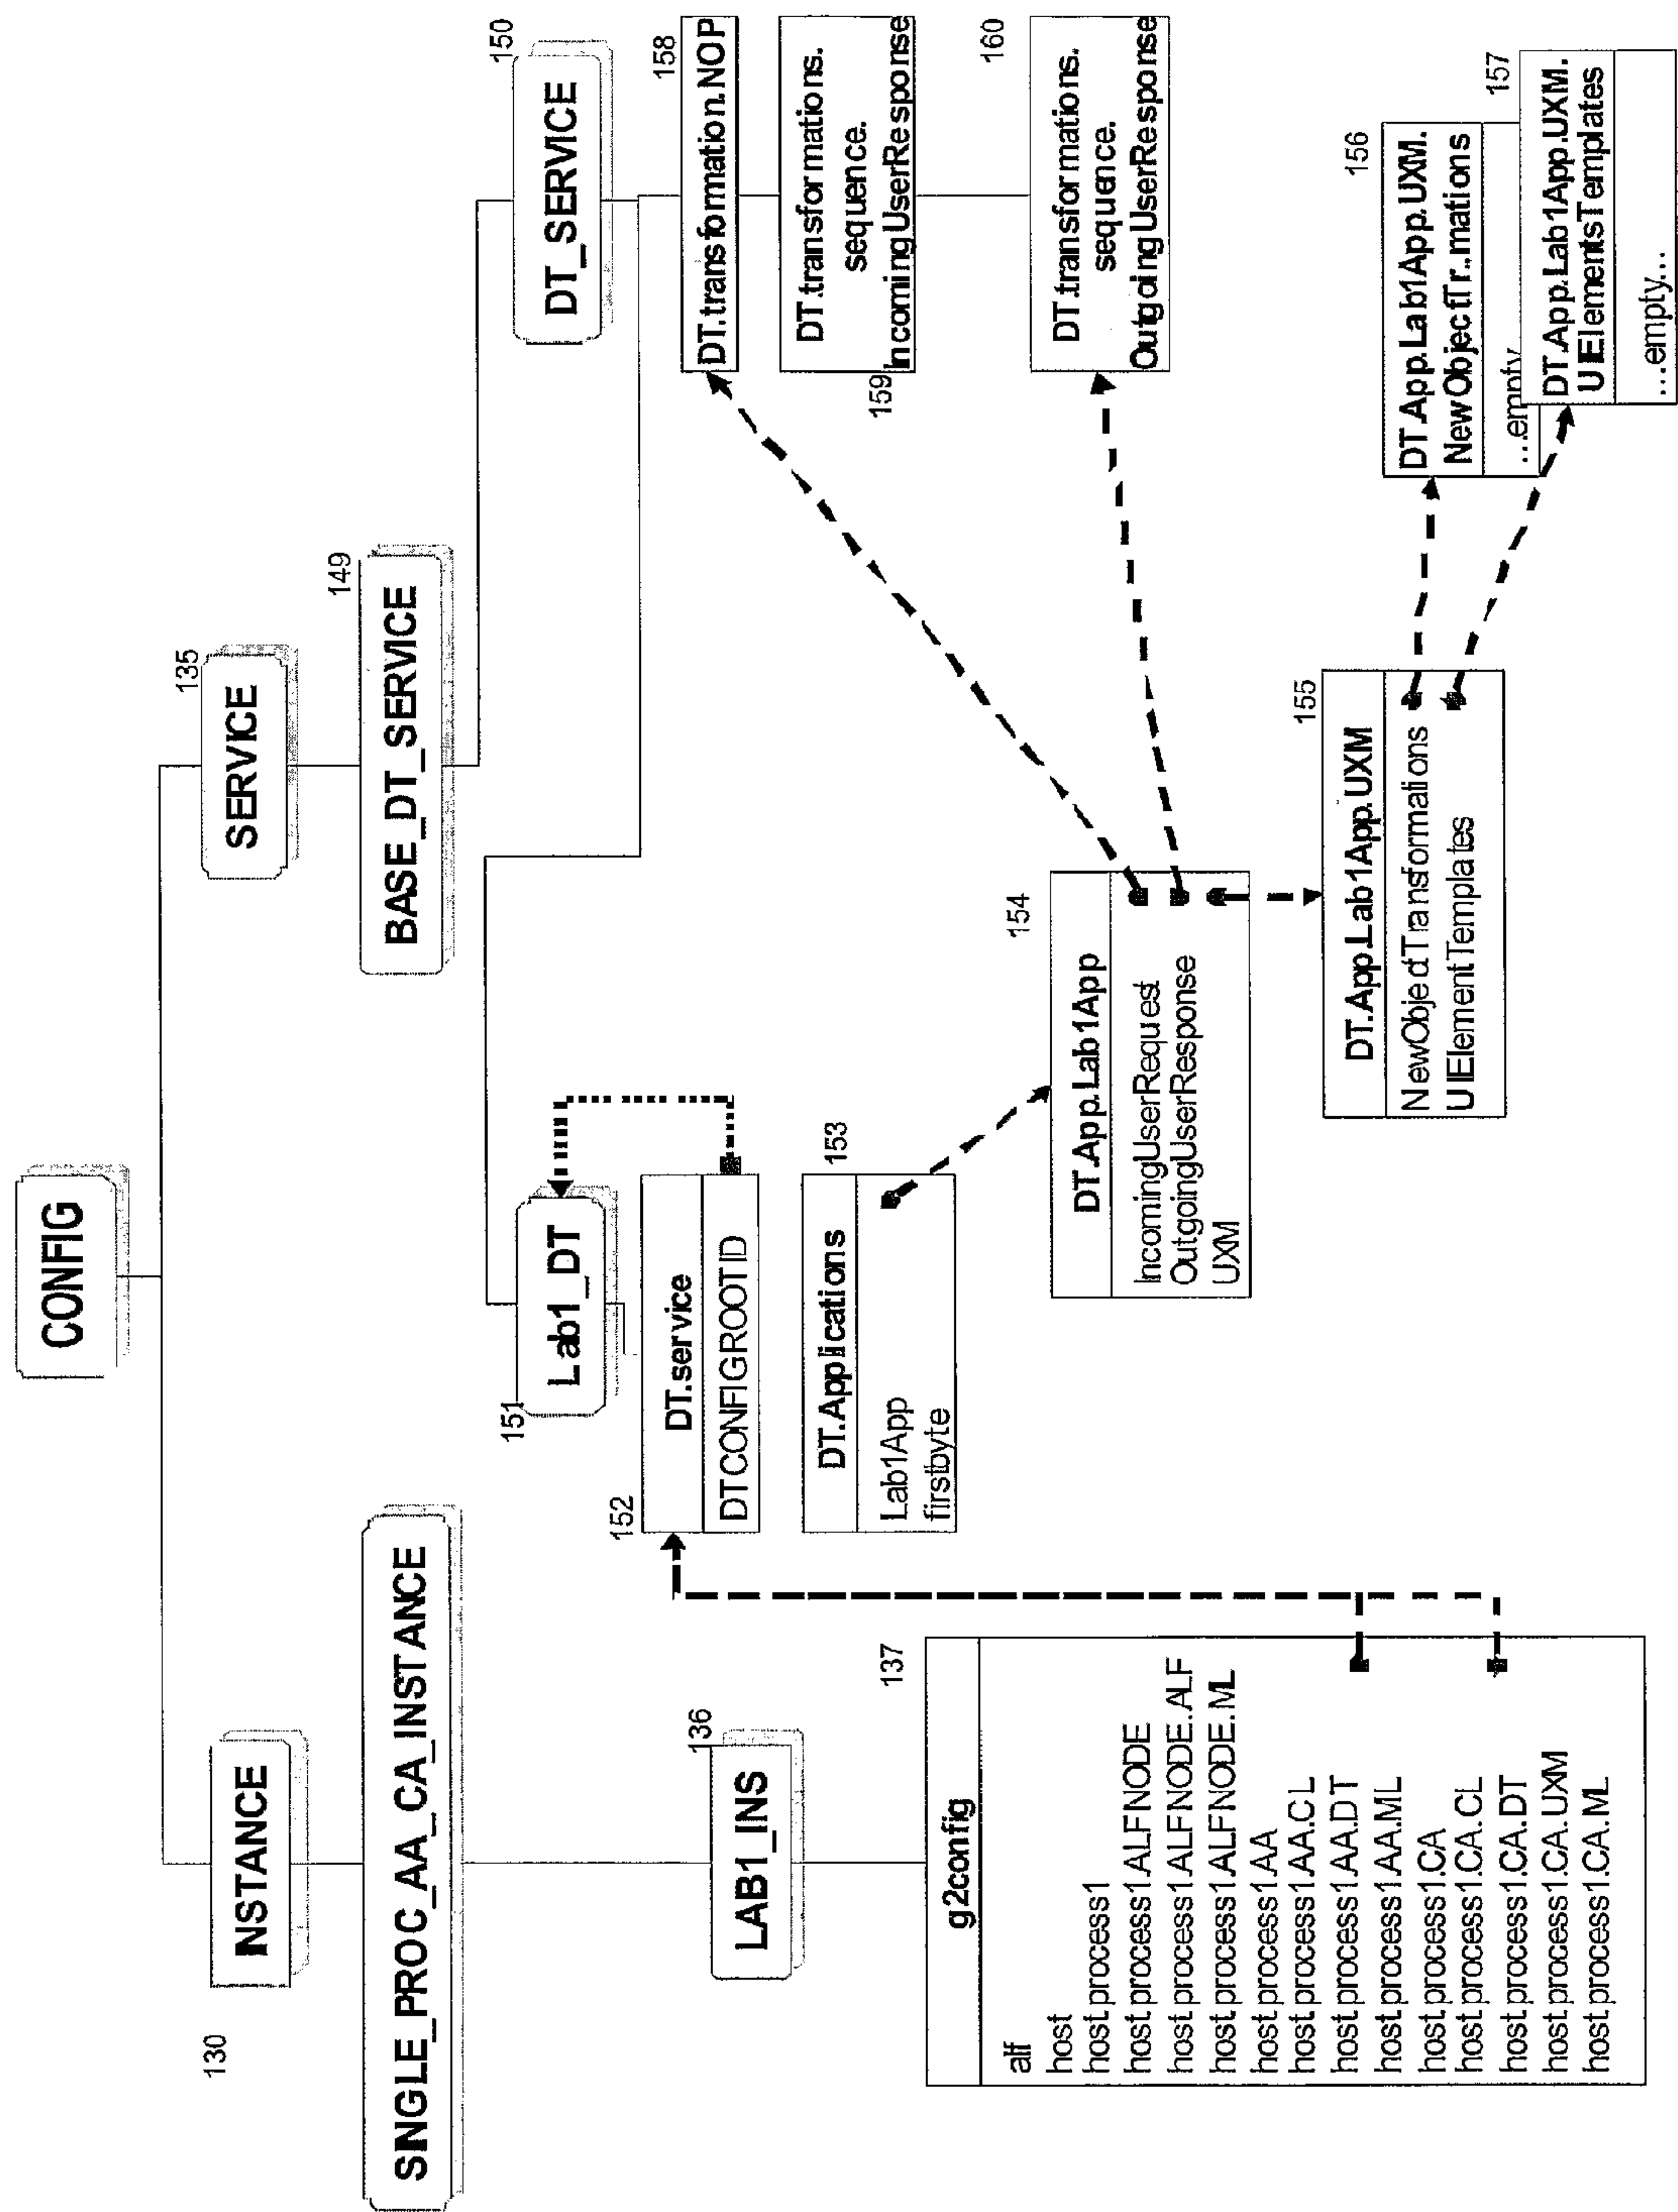 CONFIG
130
INSTANCE
SINGLE_PROC_AA_CA_INSTANCE
136
LAB1_INS
137
g2config
alf
host
host.process1
host.process1.ALFNODE
host.process1.ALFNODE.ALF
host.process1.ALFNODE.ML
host.process1.AA
host.process1.AA.CL
host.process1.AA.DT
host.process1.AA.ML
host.process1.CA
host.process1.CA.CL
host.process1.CA.DT
host.process1.CA.UXM
host.process1.CA.ML
135
SERVICE
149
BASE_DT_SERVICE
151
Lab1_DT
152
DT.service
DTCONFIGROOTID
153
DT.Applications
Lab1App
firstbyte
154
DT.App.Lab1App
IncomingUserRequest
OutgoingUserResponse
UXM
155
DT.App.Lab1App.UXM
NewObjectTransformations
UIElementTemplates
150
DT_SERVICE
158
DT.transformation.NOP
DT.transformations.
sequence.
159
IncomingUserResponse
160
DT.transformations.
sequence.
OutgoingUserResponse
156
DT.App.Lab1App.UXM.
NewObjectTr..mations
...empty
157
DT.App.Lab1App.UXM.
UIElementsTemplates
...empty...